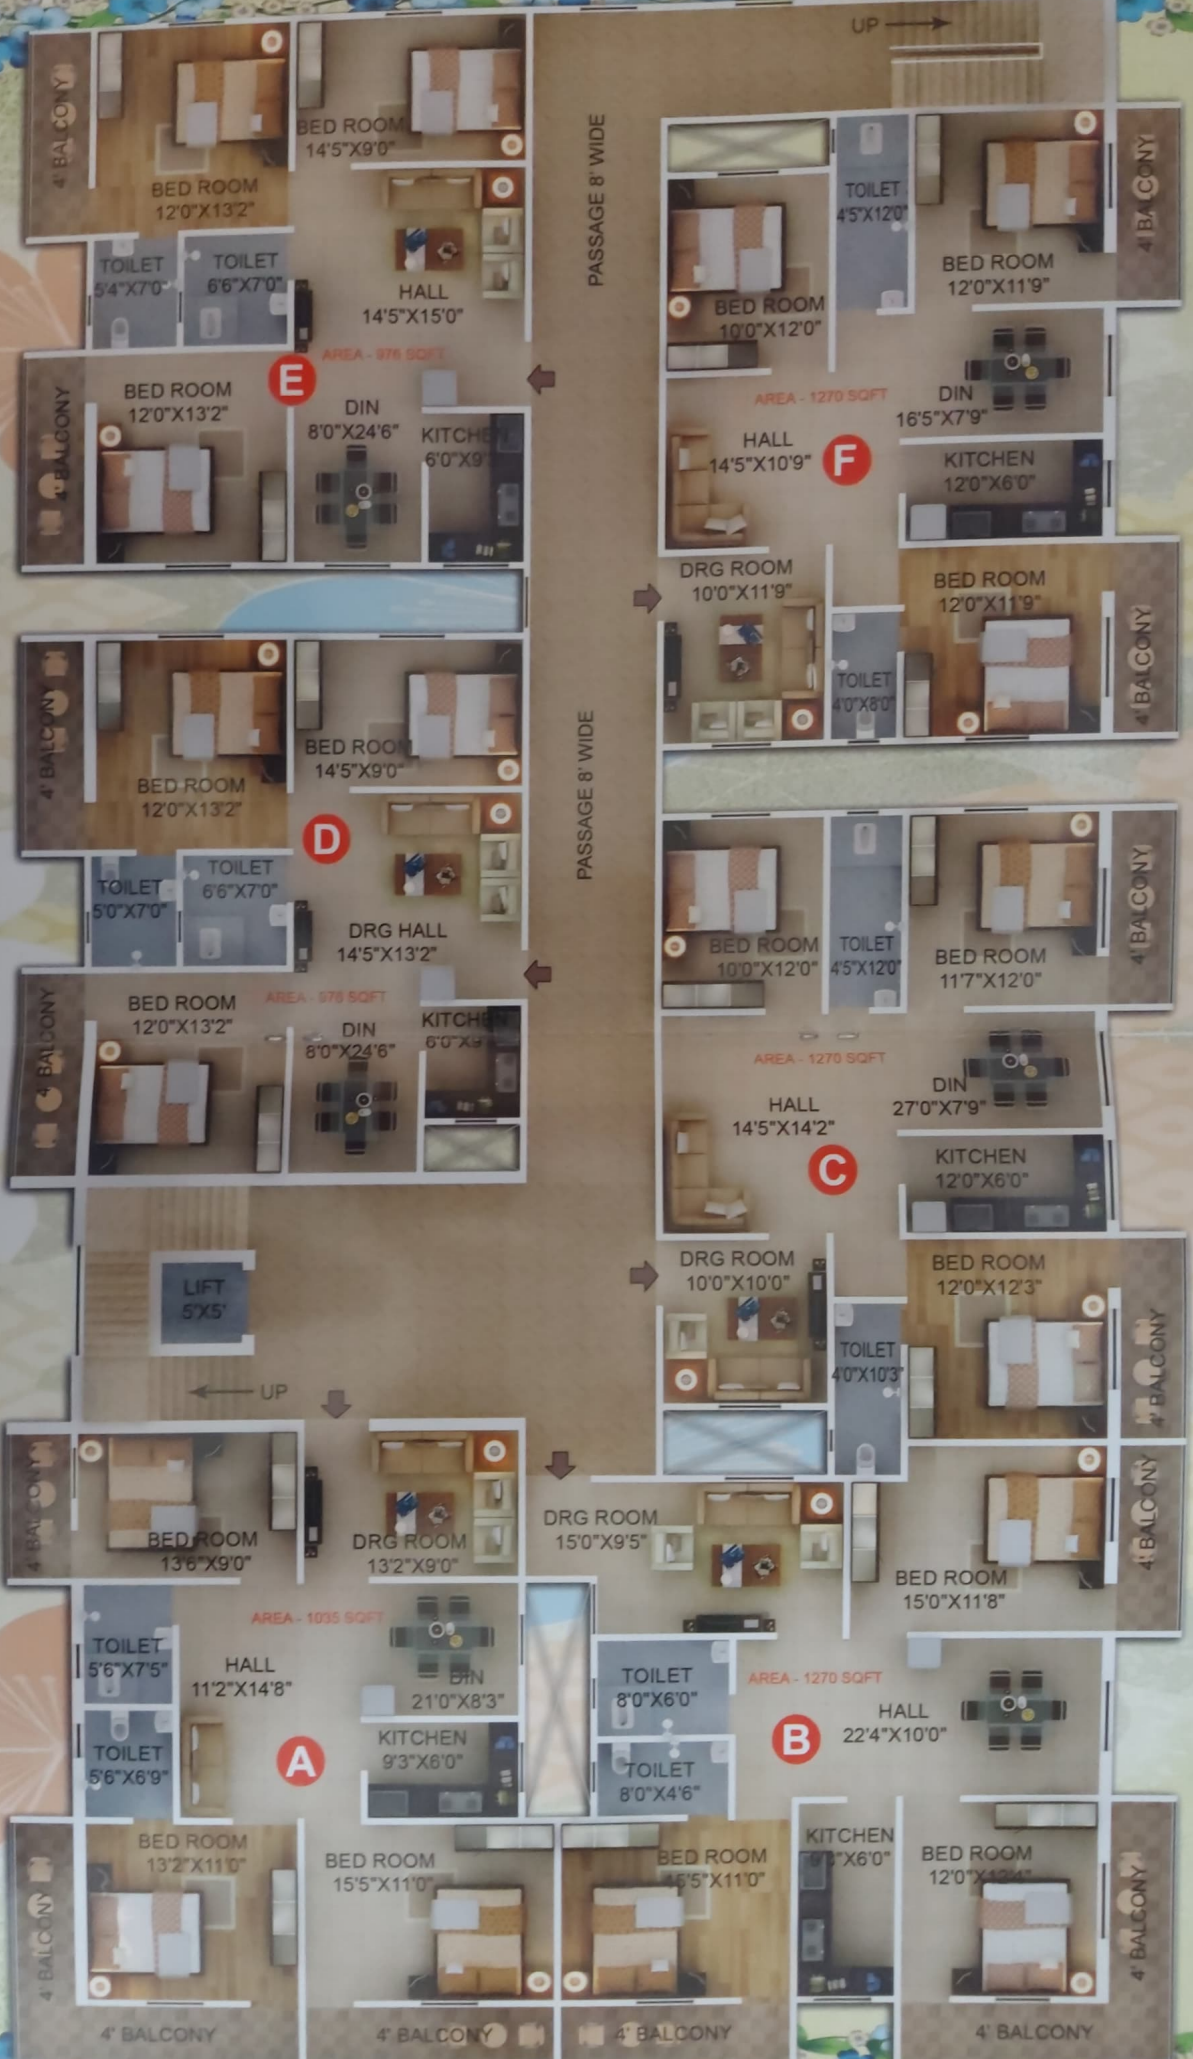 UP
4' BALCONY
BED ROOM
12'0"X13'2"
BED ROOM
14'5"X9'0"
TOILET
5'4"X7'0"
TOILET
6'6"X7'0"
HALL
14'5"X15'0"
AREA - 976 SQFT
E
4' BALCONY
BED ROOM
12'0"X13'2"
DIN
8'0"X24'6"
KITCHEN
6'0"X9'
PASSAGE 8' WIDE
TOILET
4'5"X12'0"
BED ROOM
12'0"X11'9"
4' BALCONY
BED ROOM
10'0"X12'0"
AREA - 1270 SQFT
DIN
16'5"X7'9"
HALL
14'5"X10'9"
F
KITCHEN
12'0"X6'0"
DRG ROOM
10'0"X11'9"
BED ROOM
12'0"X11'9"
TOILET
4'0"X8'0"
4' BALCONY
4' BALCONY
BED ROOM
12'0"X13'2"
BED ROOM
14'5"X9'0"
D
TOILET
5'0"X7'0"
TOILET
6'6"X7'0"
DRG HALL
14'5"X13'2"
AREA - 976 SQFT
4' BALCONY
BED ROOM
12'0"X13'2"
DIN
8'0"X24'6"
KITCHEN
6'0"X9'
PASSAGE 8' WIDE
BED ROOM
10'0"X12'0"
TOILET
4'5"X12'0"
BED ROOM
11'7"X12'0"
4' BALCONY
AREA - 1270 SQFT
DIN
27'0"X7'9"
HALL
14'5"X14'2"
C
KITCHEN
12'0"X6'0"
DRG ROOM
10'0"X10'0"
BED ROOM
12'0"X12'3"
TOILET
4'0"X10'3"
4' BALCONY
LIFT
5'X5'
UP
4' BALCONY
BED ROOM
13'6"X9'0"
DRG ROOM
13'2"X9'0"
AREA - 1035 SQFT
TOILET
5'6"X7'5"
HALL
11'2"X14'8"
DIN
21'0"X8'3"
TOILET
5'6"X6'9"
A
KITCHEN
9'3"X6'0"
BED ROOM
13'2"X11'0"
BED ROOM
15'5"X11'0"
4' BALCONY
4' BALCONY
4' BALCONY
DRG ROOM
15'0"X9'5"
BED ROOM
15'0"X11'8"
4' BALCONY
TOILET
8'0"X6'0"
AREA - 1270 SQFT
HALL
22'4"X10'0"
B
TOILET
8'0"X4'6"
BED ROOM
15'5"X11'0"
KITCHEN
BED ROOM
4' BALCONY
4' BALCONY
4' BALCONY